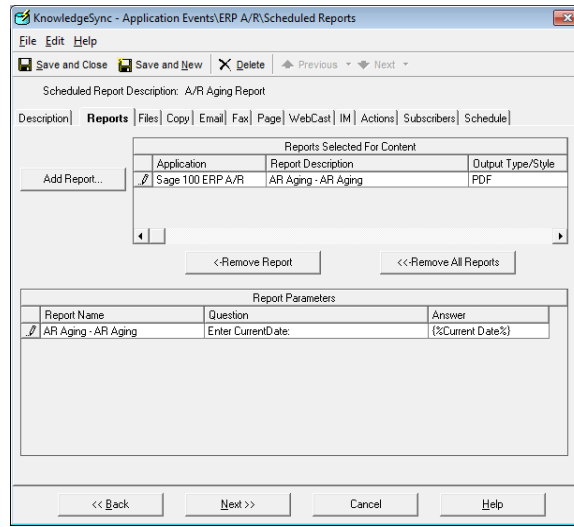 KnowledgeSync - Application Events\ERP A/R\Scheduled Reports
File Edit Help
Save and Close Save and New Delete Previous Next
Scheduled Report Description: A/R Aging Report
Description Reports Files Copy Email Fax Page WebCast IM Actions Subscribers Schedule
Reports Selected For Content
Application Report Description Output Type/Style
Add Report... Sage 100 ERP A/R AR Aging - AR Aging PDF
<-Remove Report <<-Remove All Reports
Report Parameters
Report Name Question Answer
AR Aging - AR Aging Enter CurrentDate: {%Current Date%}
<< Back Next >> Cancel Help